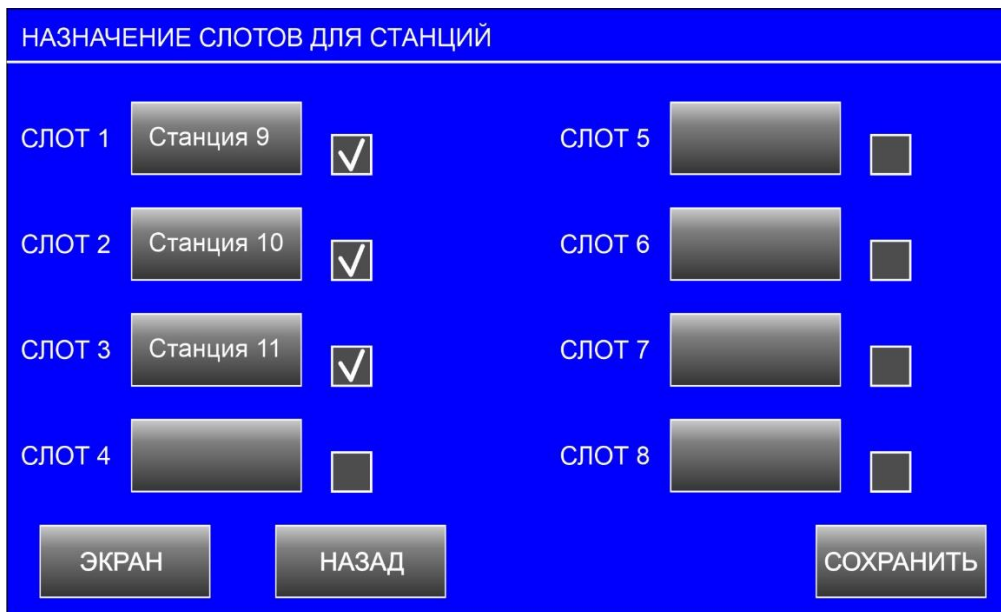 НАЗНАЧЕНИЕ СЛОТОВ ДЛЯ СТАНЦИЙ
СЛОТ 1 Станция 9
СЛОТ 5
СЛОТ 2 Станция 10
СЛОТ 6
СЛОТ 3 Станция 11
СЛОТ 7
СЛОТ 4
СЛОТ 8
ЭКРАН
НАЗАД
СОХРАНИТЬ